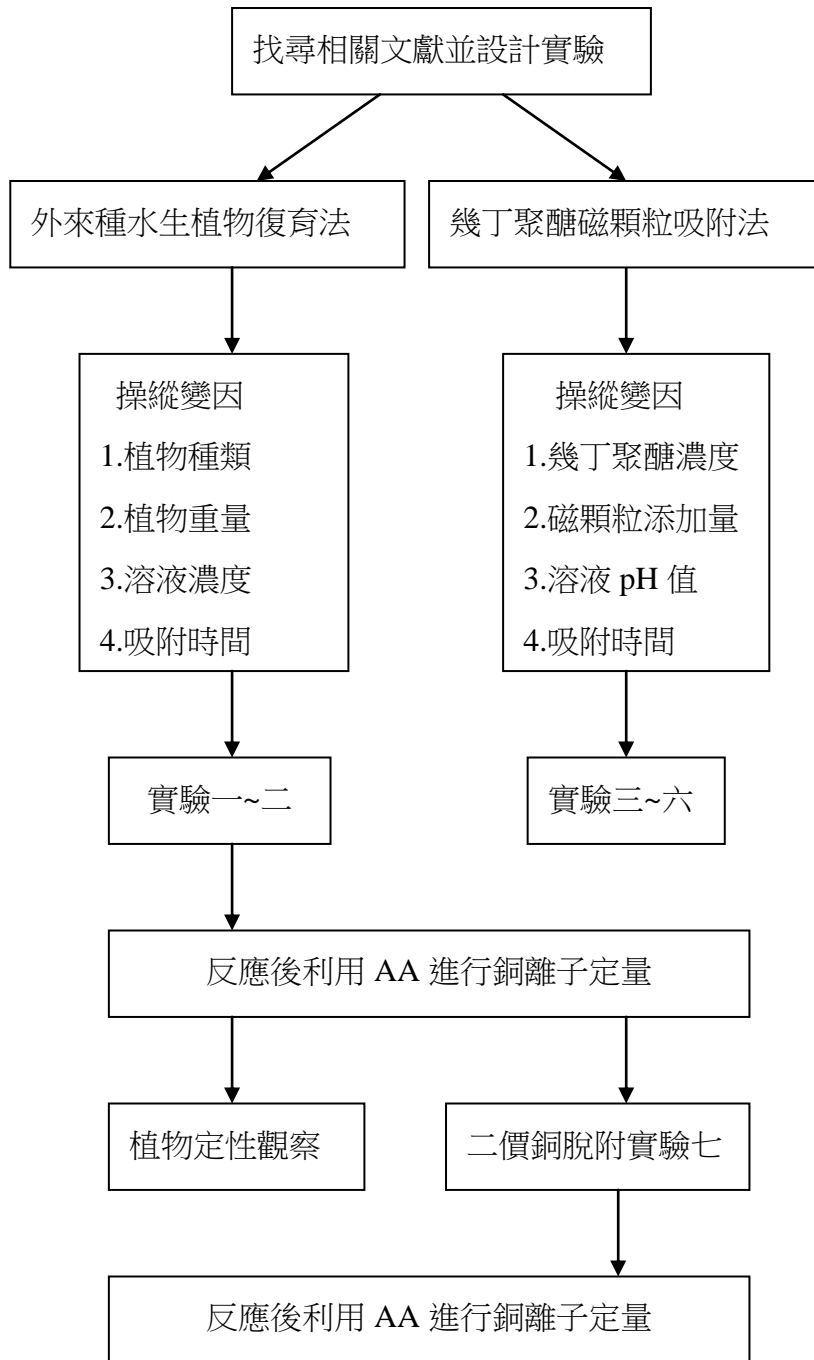 找尋相關文獻並設計實驗
外來種水生植物復育法
幾丁聚醣磁顆粒吸附法
操縱變因
1.植物種類
2.植物重量
3.溶液濃度
4.吸附時間
操縱變因
1.幾丁聚醣濃度
2.磁顆粒添加量
3.溶液 pH 值
4.吸附時間
實驗一~二
實驗三~六
反應後利用 AA 進行銅離子定量
植物定性觀察
二價銅脫附實驗七
反應後利用 AA 進行銅離子定量